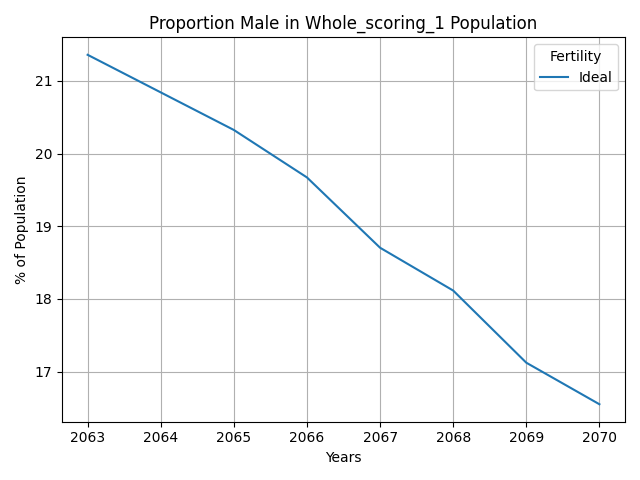 Proportion Male in Whole_scoring_1 Population
Fertility
Ideal
% of Population
21
20
19
18
17
2063 2064 2065 2066 2067 2068 2069 2070
Years